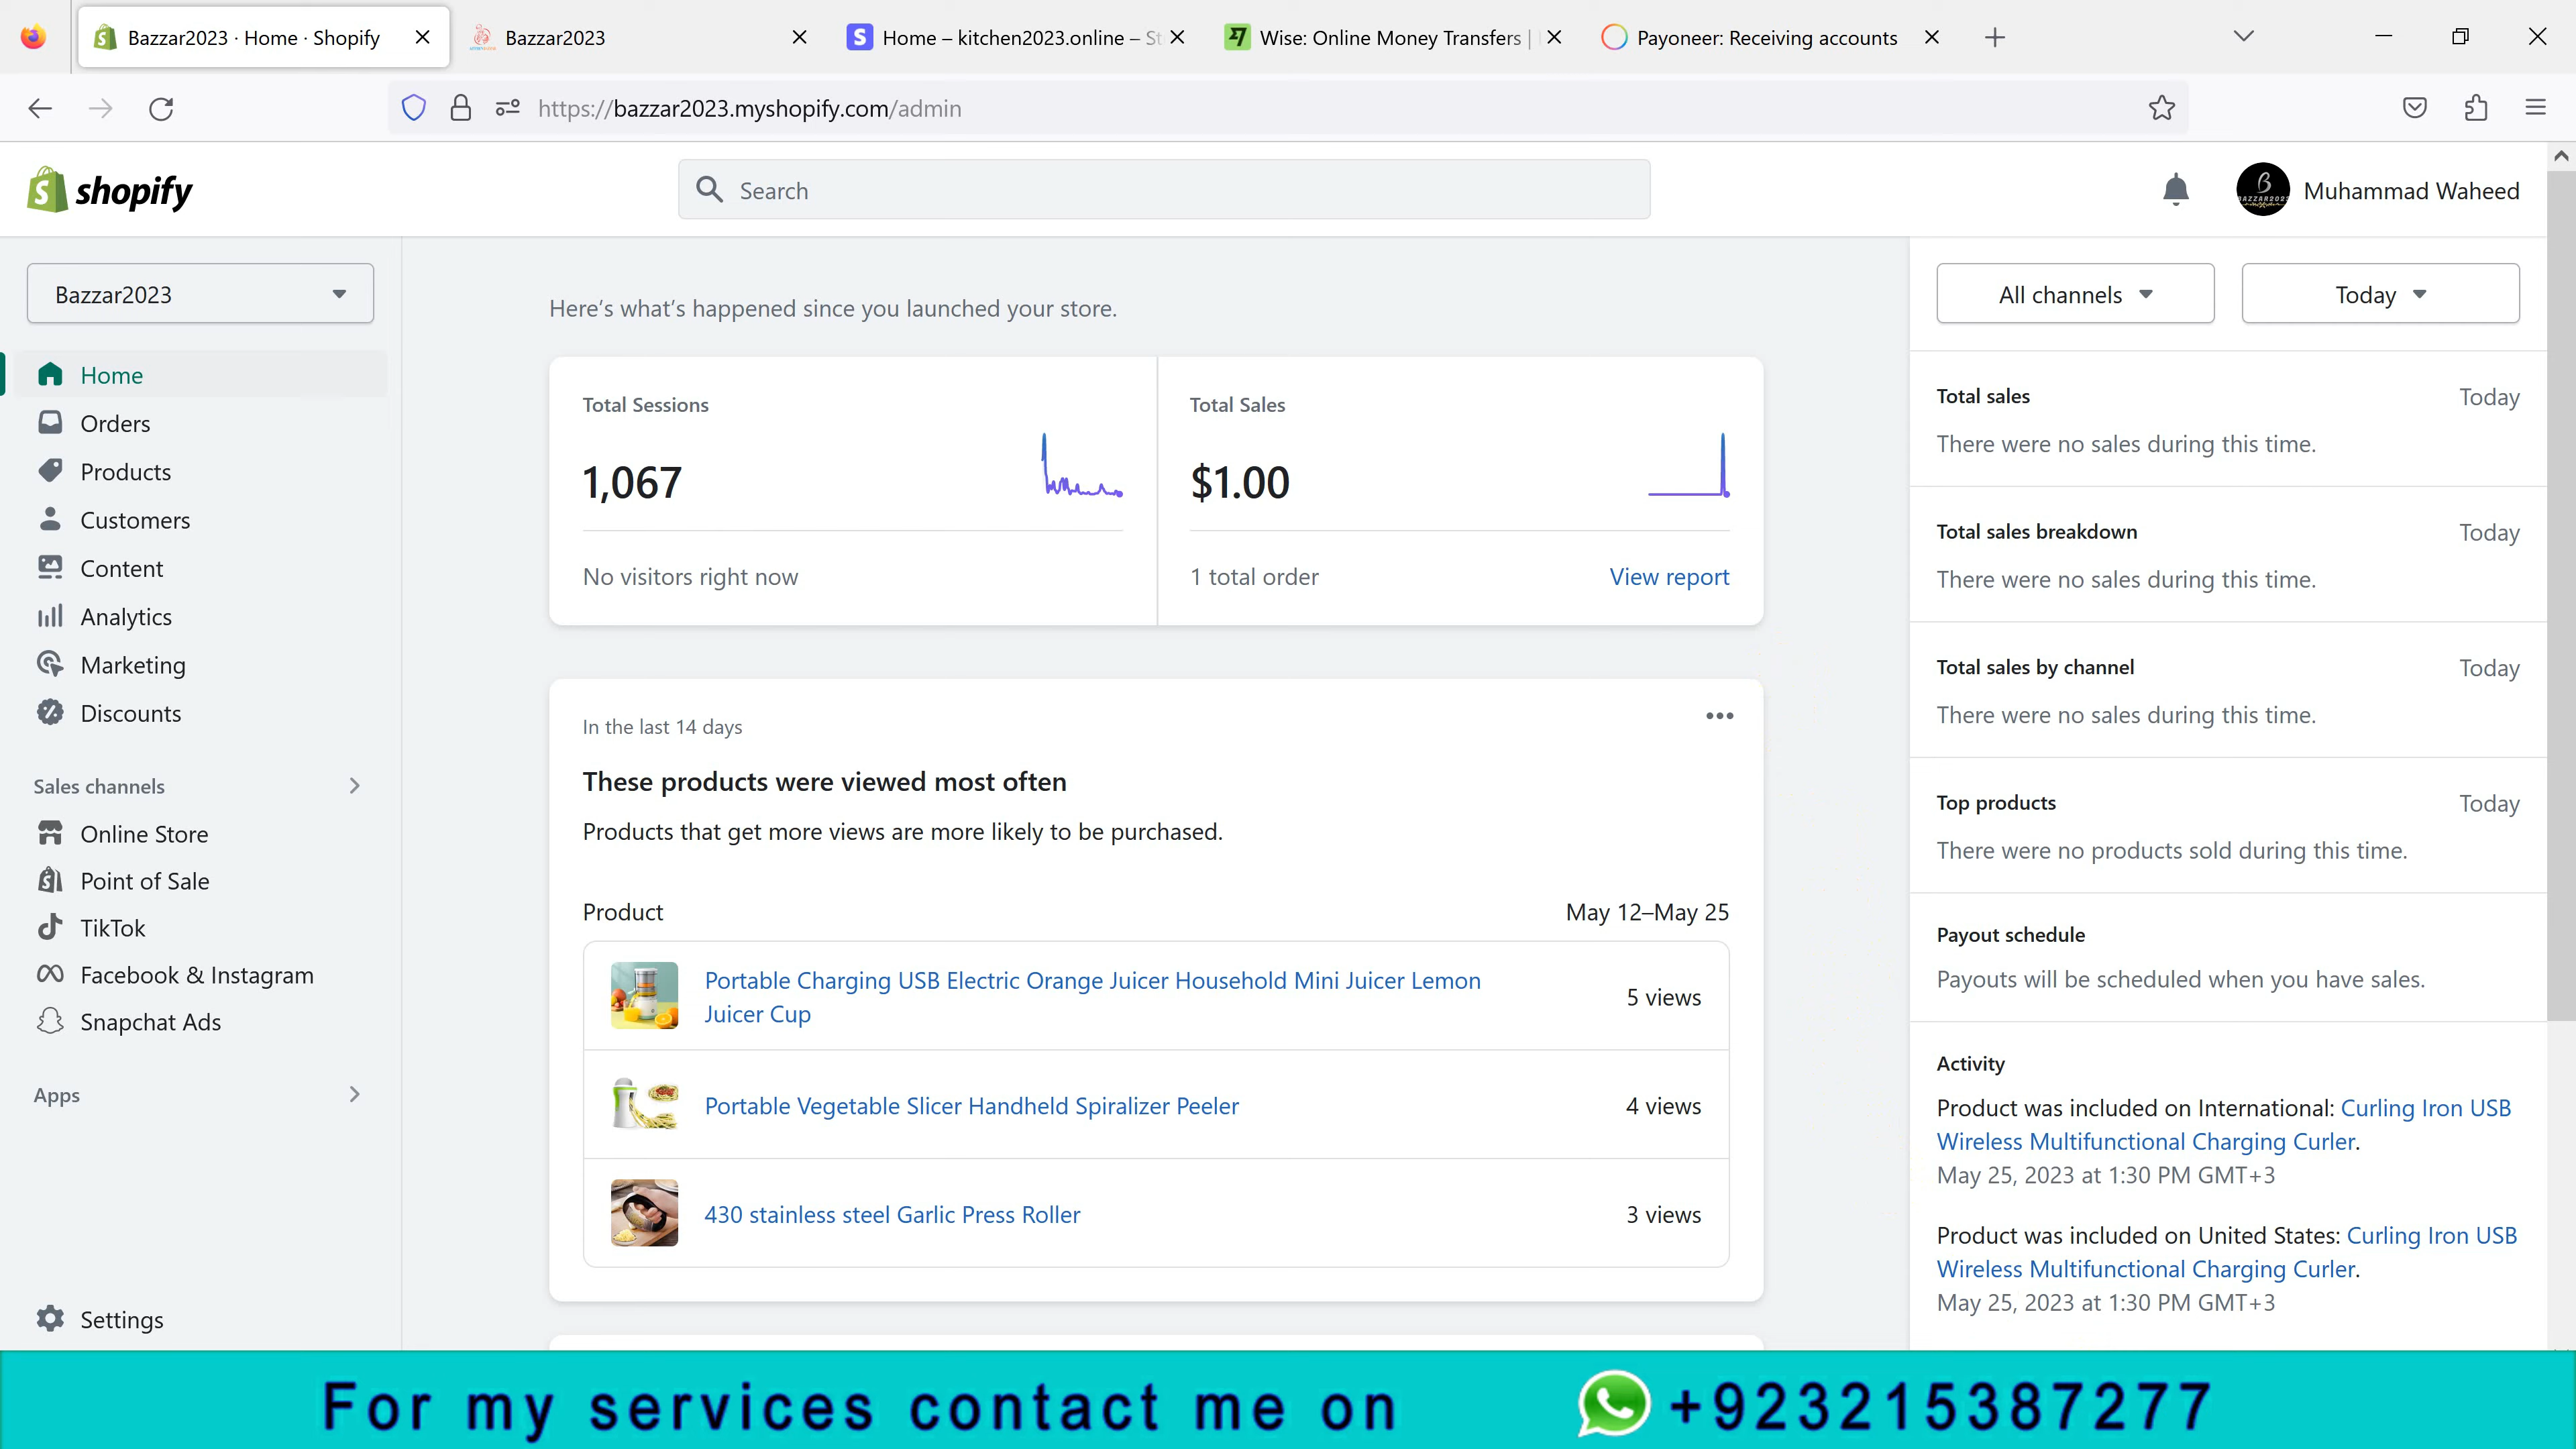 Bazzar2023 · Home · Shopify
Bazzar2023
Home – kitchen2023.online – St
Wise: Online Money Transfers |
Payoneer: Receiving accounts
https://bazzar2023.myshopify.com/admin
shopify
Search
Muhammad Waheed
Bazzar2023
Home
Orders
Products
Customers
Content
Analytics
Marketing
Discounts
Sales channels
Online Store
Point of Sale
TikTok
Facebook & Instagram
Snapchat Ads
Apps
Settings
Here's what's happened since you launched your store.
Total Sessions
1,067
No visitors right now
Total Sales
$1.00
1 total order
View report
In the last 14 days
These products were viewed most often
Products that get more views are more likely to be purchased.
Product
May 12–May 25
Portable Charging USB Electric Orange Juicer Household Mini Juicer Lemon
Juicer Cup
5 views
Portable Vegetable Slicer Handheld Spiralizer Peeler
4 views
430 stainless steel Garlic Press Roller
3 views
All channels
Today
Total sales
Today
There were no sales during this time.
Total sales breakdown
Today
There were no sales during this time.
Total sales by channel
Today
There were no sales during this time.
Top products
Today
There were no products sold during this time.
Payout schedule
Payouts will be scheduled when you have sales.
Activity
Product was included on International: Curling Iron USB
Wireless Multifunctional Charging Curler.
May 25, 2023 at 1:30 PM GMT+3
Product was included on United States: Curling Iron USB
Wireless Multifunctional Charging Curler.
May 25, 2023 at 1:30 PM GMT+3
For my services contact me on
+923215387277